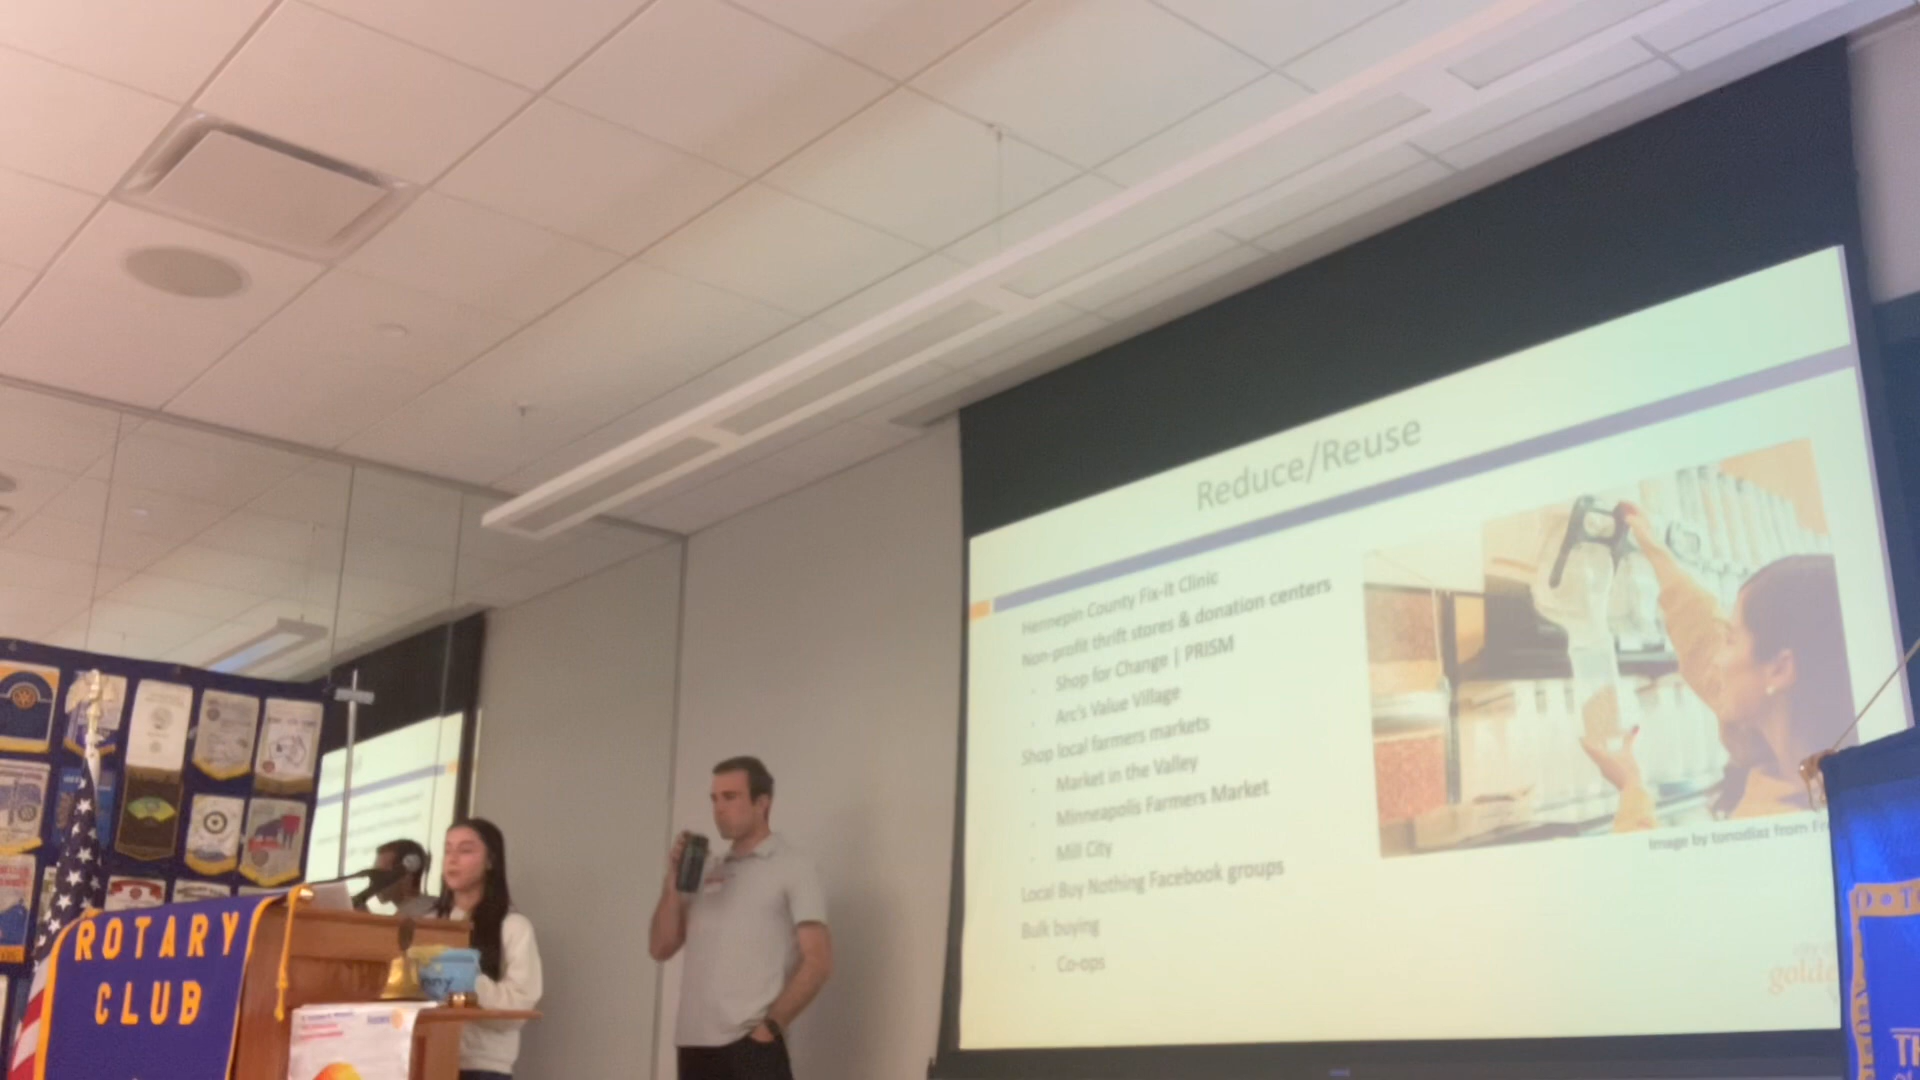 Reduce/Reuse
Hennepin County Fix-it Clinic
Non-profit thrift stores & donation centers
Shop for Change | PRISM
Arc's Value Village
Shop local farmers markets
Market in the Valley
Minneapolis Farmers Market
Mill City
Local Buy Nothing Facebook groups
Bulk buying
Co-ops
Image by tonodiaz from
golde
ROTARY
CLUB